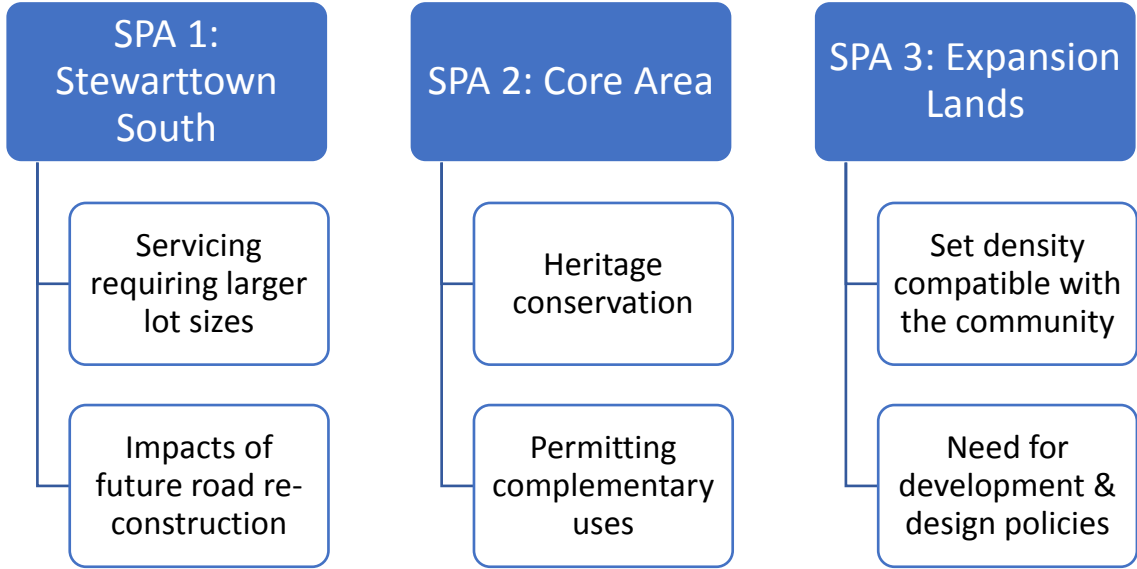 SPA 1:
Stewarttown
South
Servicing
requiring larger
lot sizes
Impacts of
future road re-
construction
SPA 2: Core Area
Heritage
conservation
Permitting
complementary
uses
SPA 3: Expansion
Lands
Set density
compatible with
the community
Need for
development &
design policies